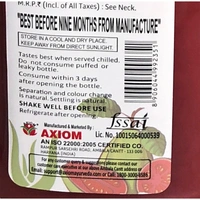 M.R.P.₹ (Incl. of All Taxes) : See Neck.
"BEST BEFORE NINE MONTHS FROM MANUFACTURE"
STORE IN A COOL AND DRY PLACE.
KEEP AWAY FROM DIRECT SUNLIGHT.
Tastes best when served chilled.
Do not consume puffed or
leaky bottle.
Consume within 3 days
after opening the bottle.
Separation and colour change
is natural. Settling is natural
SHAKE WELL BEFORE USE
Refrigerate after opening.
fssai
Lic. No. 10015064000539
Manufactured & Marketed By :
AXIOM
AN ISO 22000:2005 CERTIFIED CO.